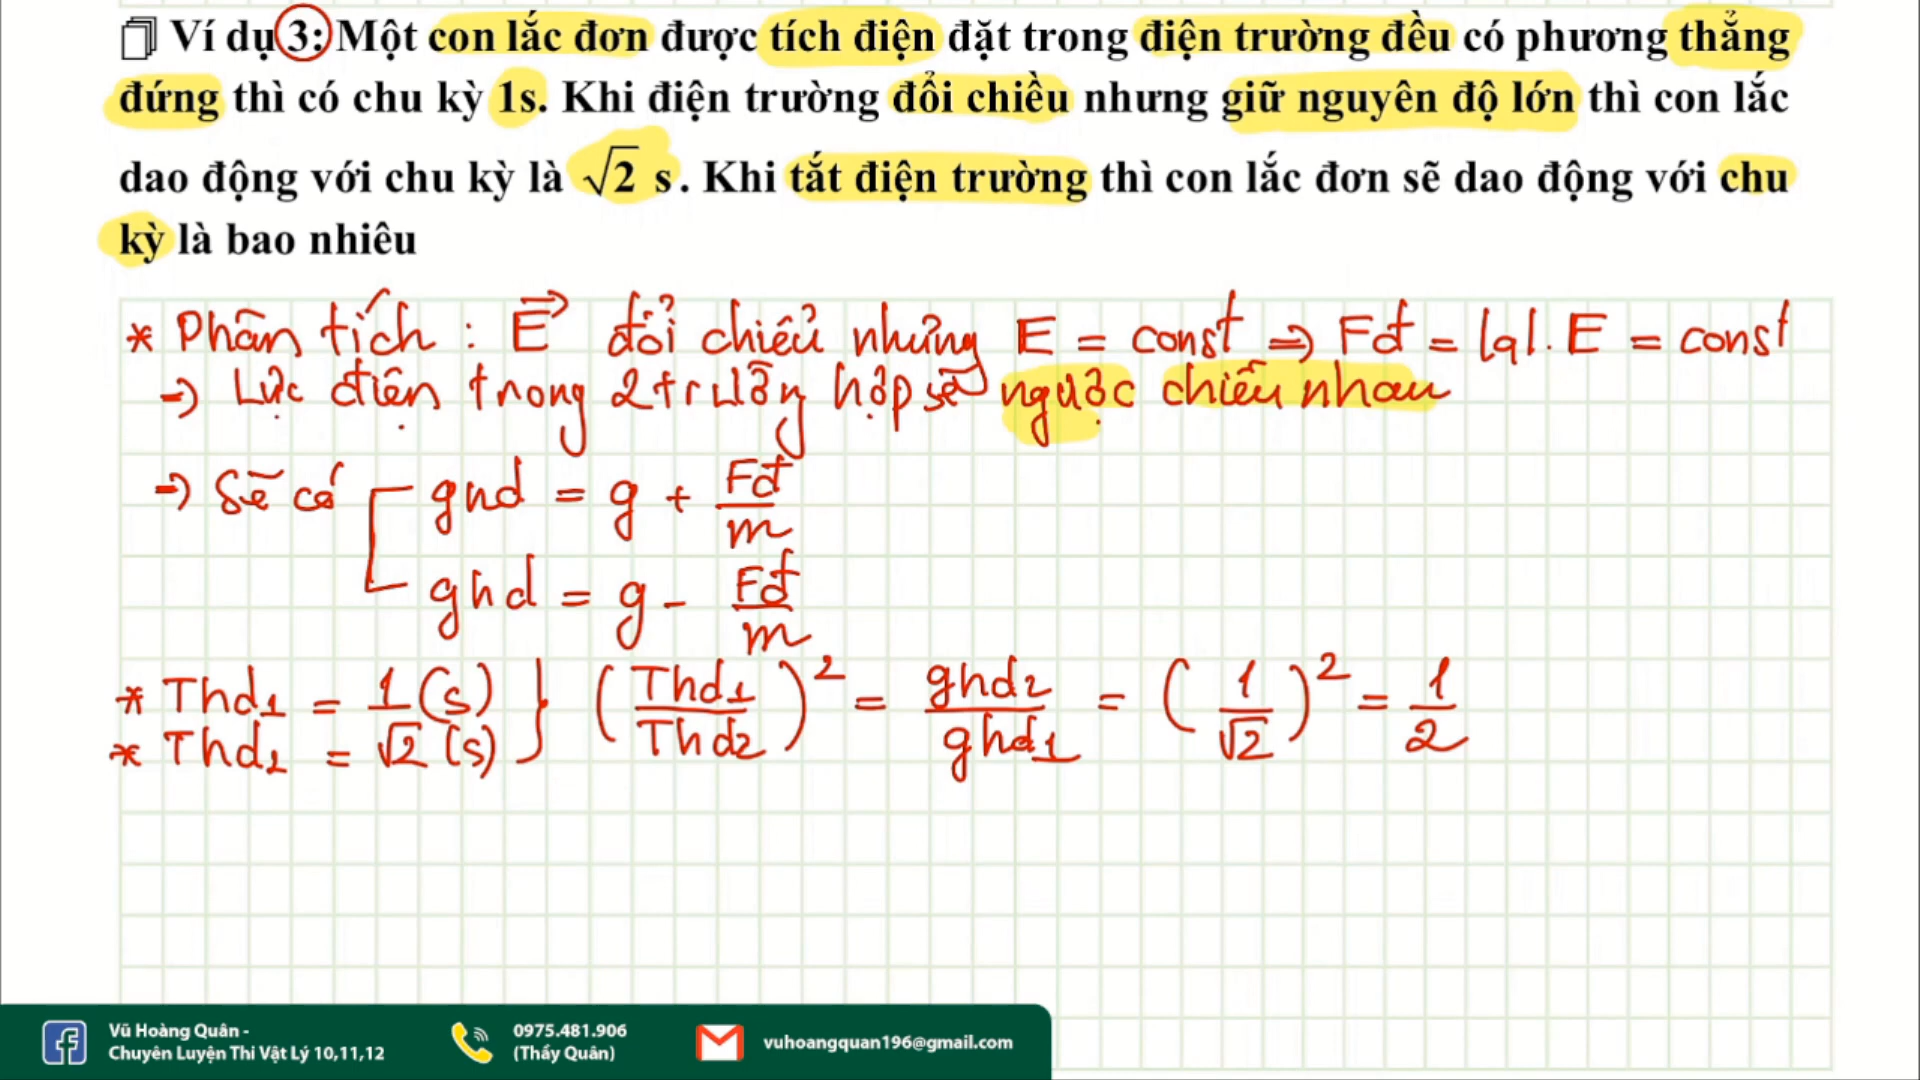 Ví dụ 3: Một con lắc đơn được tích điện đặt trong điện trường đều có phương thẳng
đứng thì có chu kỳ 1s. Khi điện trường đổi chiều nhưng giữ nguyên độ lớn thì con lắc
dao động với chu kỳ là √2 s. Khi tắt điện trường thì con lắc đơn sẽ dao động với chu
kỳ là bao nhiêu
* Phân tích : E⃗ đổi chiều nhưng E = const ⇒ Fđ = |q|. E = const
→ Lực điện trong 2 trường hợp sẽ ngược chiều nhau
→ Sẽ có [ ghd = g + Fđ/m
ghd = g - Fđ/m
* Thd1 = 1 (s) } (Thd1/Thd2)² = ghd2/ghd1 = (1/√2)² = 1/2
* Thd2 = √2 (s)
Vũ Hoàng Quân -
Chuyên Luyện Thi Vật Lý 10,11,12
0975.481.906
(Thầy Quân)
vuhoangquan196@gmail.com